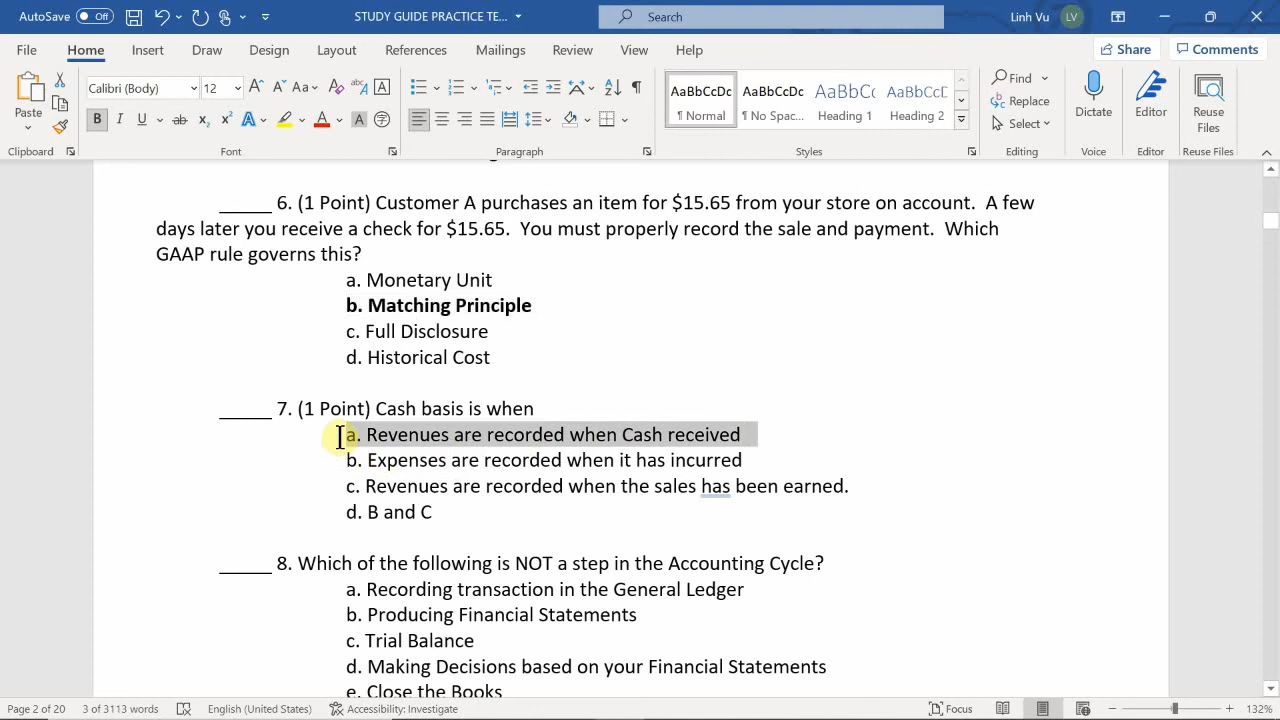 AutoSave Off STUDY GUIDE PRACTICE TE... Search Linh Vu LV
File Home Insert Draw Design Layout References Mailings Review View Help Share Comments
Paste Calibri (Body) 12 AaBbCcDc AaBbCcDc AaBbCc AaBbCcD Find Dictate Editor Reuse Files
¶ Normal ¶ No Spac... Heading 1 Heading 2 Replace
Select
Clipboard Font Paragraph Styles Editing Voice Editor Reuse Files
_____ 6. (1 Point) Customer A purchases an item for $15.65 from your store on account. A few
days later you receive a check for $15.65. You must properly record the sale and payment. Which
GAAP rule governs this?
a. Monetary Unit
b. Matching Principle
c. Full Disclosure
d. Historical Cost
_____ 7. (1 Point) Cash basis is when
a. Revenues are recorded when Cash received
b. Expenses are recorded when it has incurred
c. Revenues are recorded when the sales has been earned.
d. B and C
_____ 8. Which of the following is NOT a step in the Accounting Cycle?
a. Recording transaction in the General Ledger
b. Producing Financial Statements
c. Trial Balance
d. Making Decisions based on your Financial Statements
e. Close the Books
Page 2 of 20 3 of 3113 words English (United States) Accessibility: Investigate Focus 132%